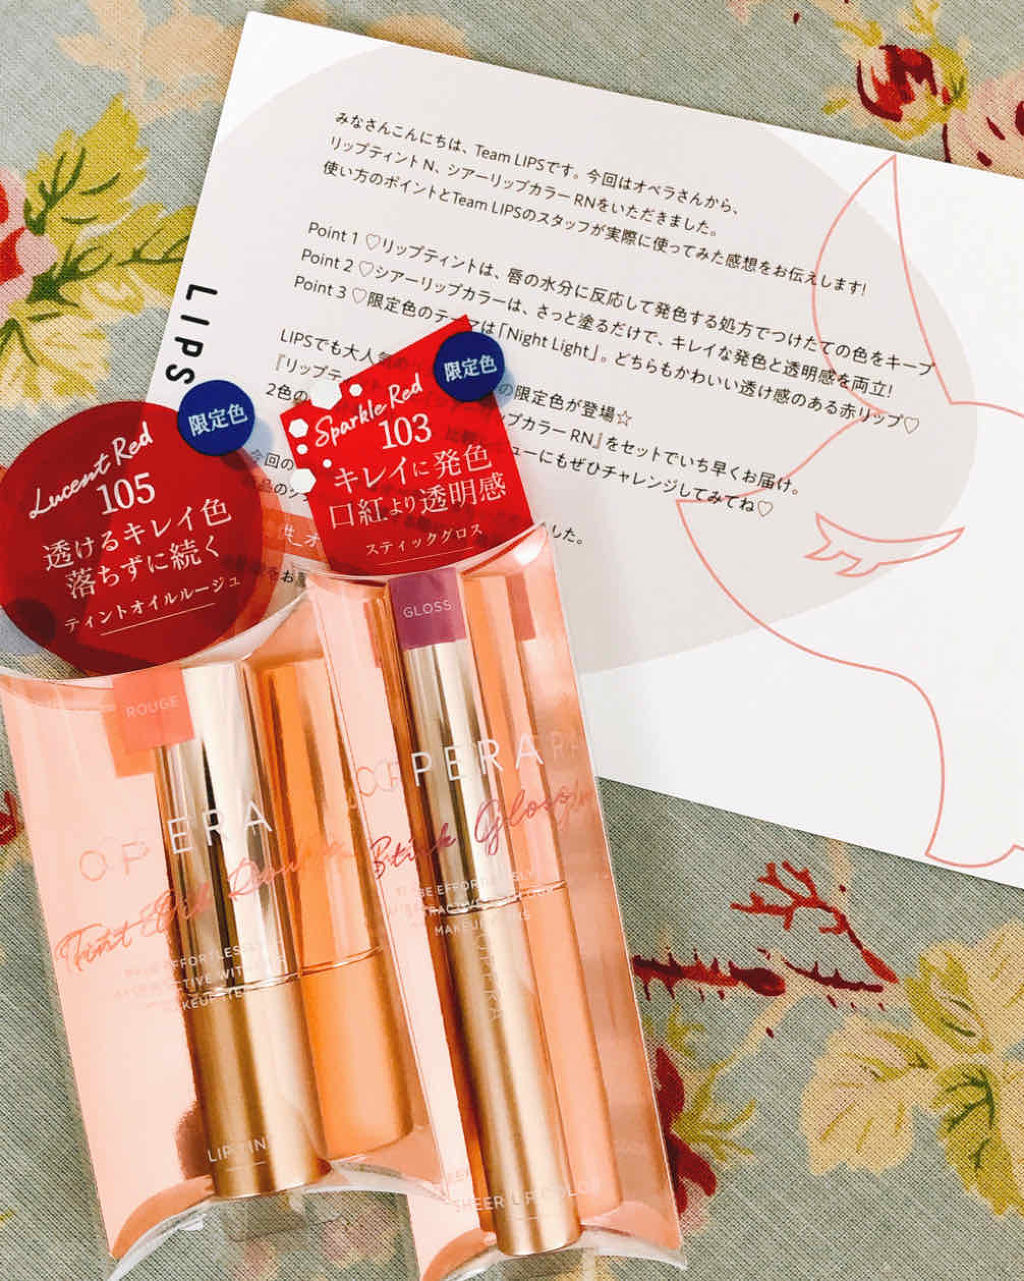 みなさんこんにちは、Team LIPSです。今回はオペラさんから、
リップティント N、シアーリップカラー RNをいただきました。
使い方のポイントとTeam LIPSのスタッフが実際に使ってみた感想をお伝えします!
Point 1 ♡リップティントは、唇の水分に反応して発色する処方でつけたての色をキープ
Point 2 ♡シアーリップカラーは、さっと塗るだけで、キレイな発色と透明感を両立!
Point 3 ♡限定色のテーマは「Night Light」。どちらもかわいい透け感のある赤リップ♡
LIPSでも大人気
の限定色が登場☆
『リップテ
カラー RN』をセットでいち早くお届け。
2色の
ューにもぜひチャレンジしてみてね♡
今回の
した。
LIPS
限定色
Lucent Red
105
透けるキレイ色
落ちずに続く
ティントオイルルージュ
限定色
Sparkle Red
103
キレイに発色
口紅より透明感
スティックグロス
ROUGE
OPERA
Tint Oil Rouge
LIP TINT
GLOSS
OPERA
Stick Gloss
TO BE EFFORTLESSLY
ATTRACTIVE WITH
MAKEUP
OPERA
SHEER LIP COLOR